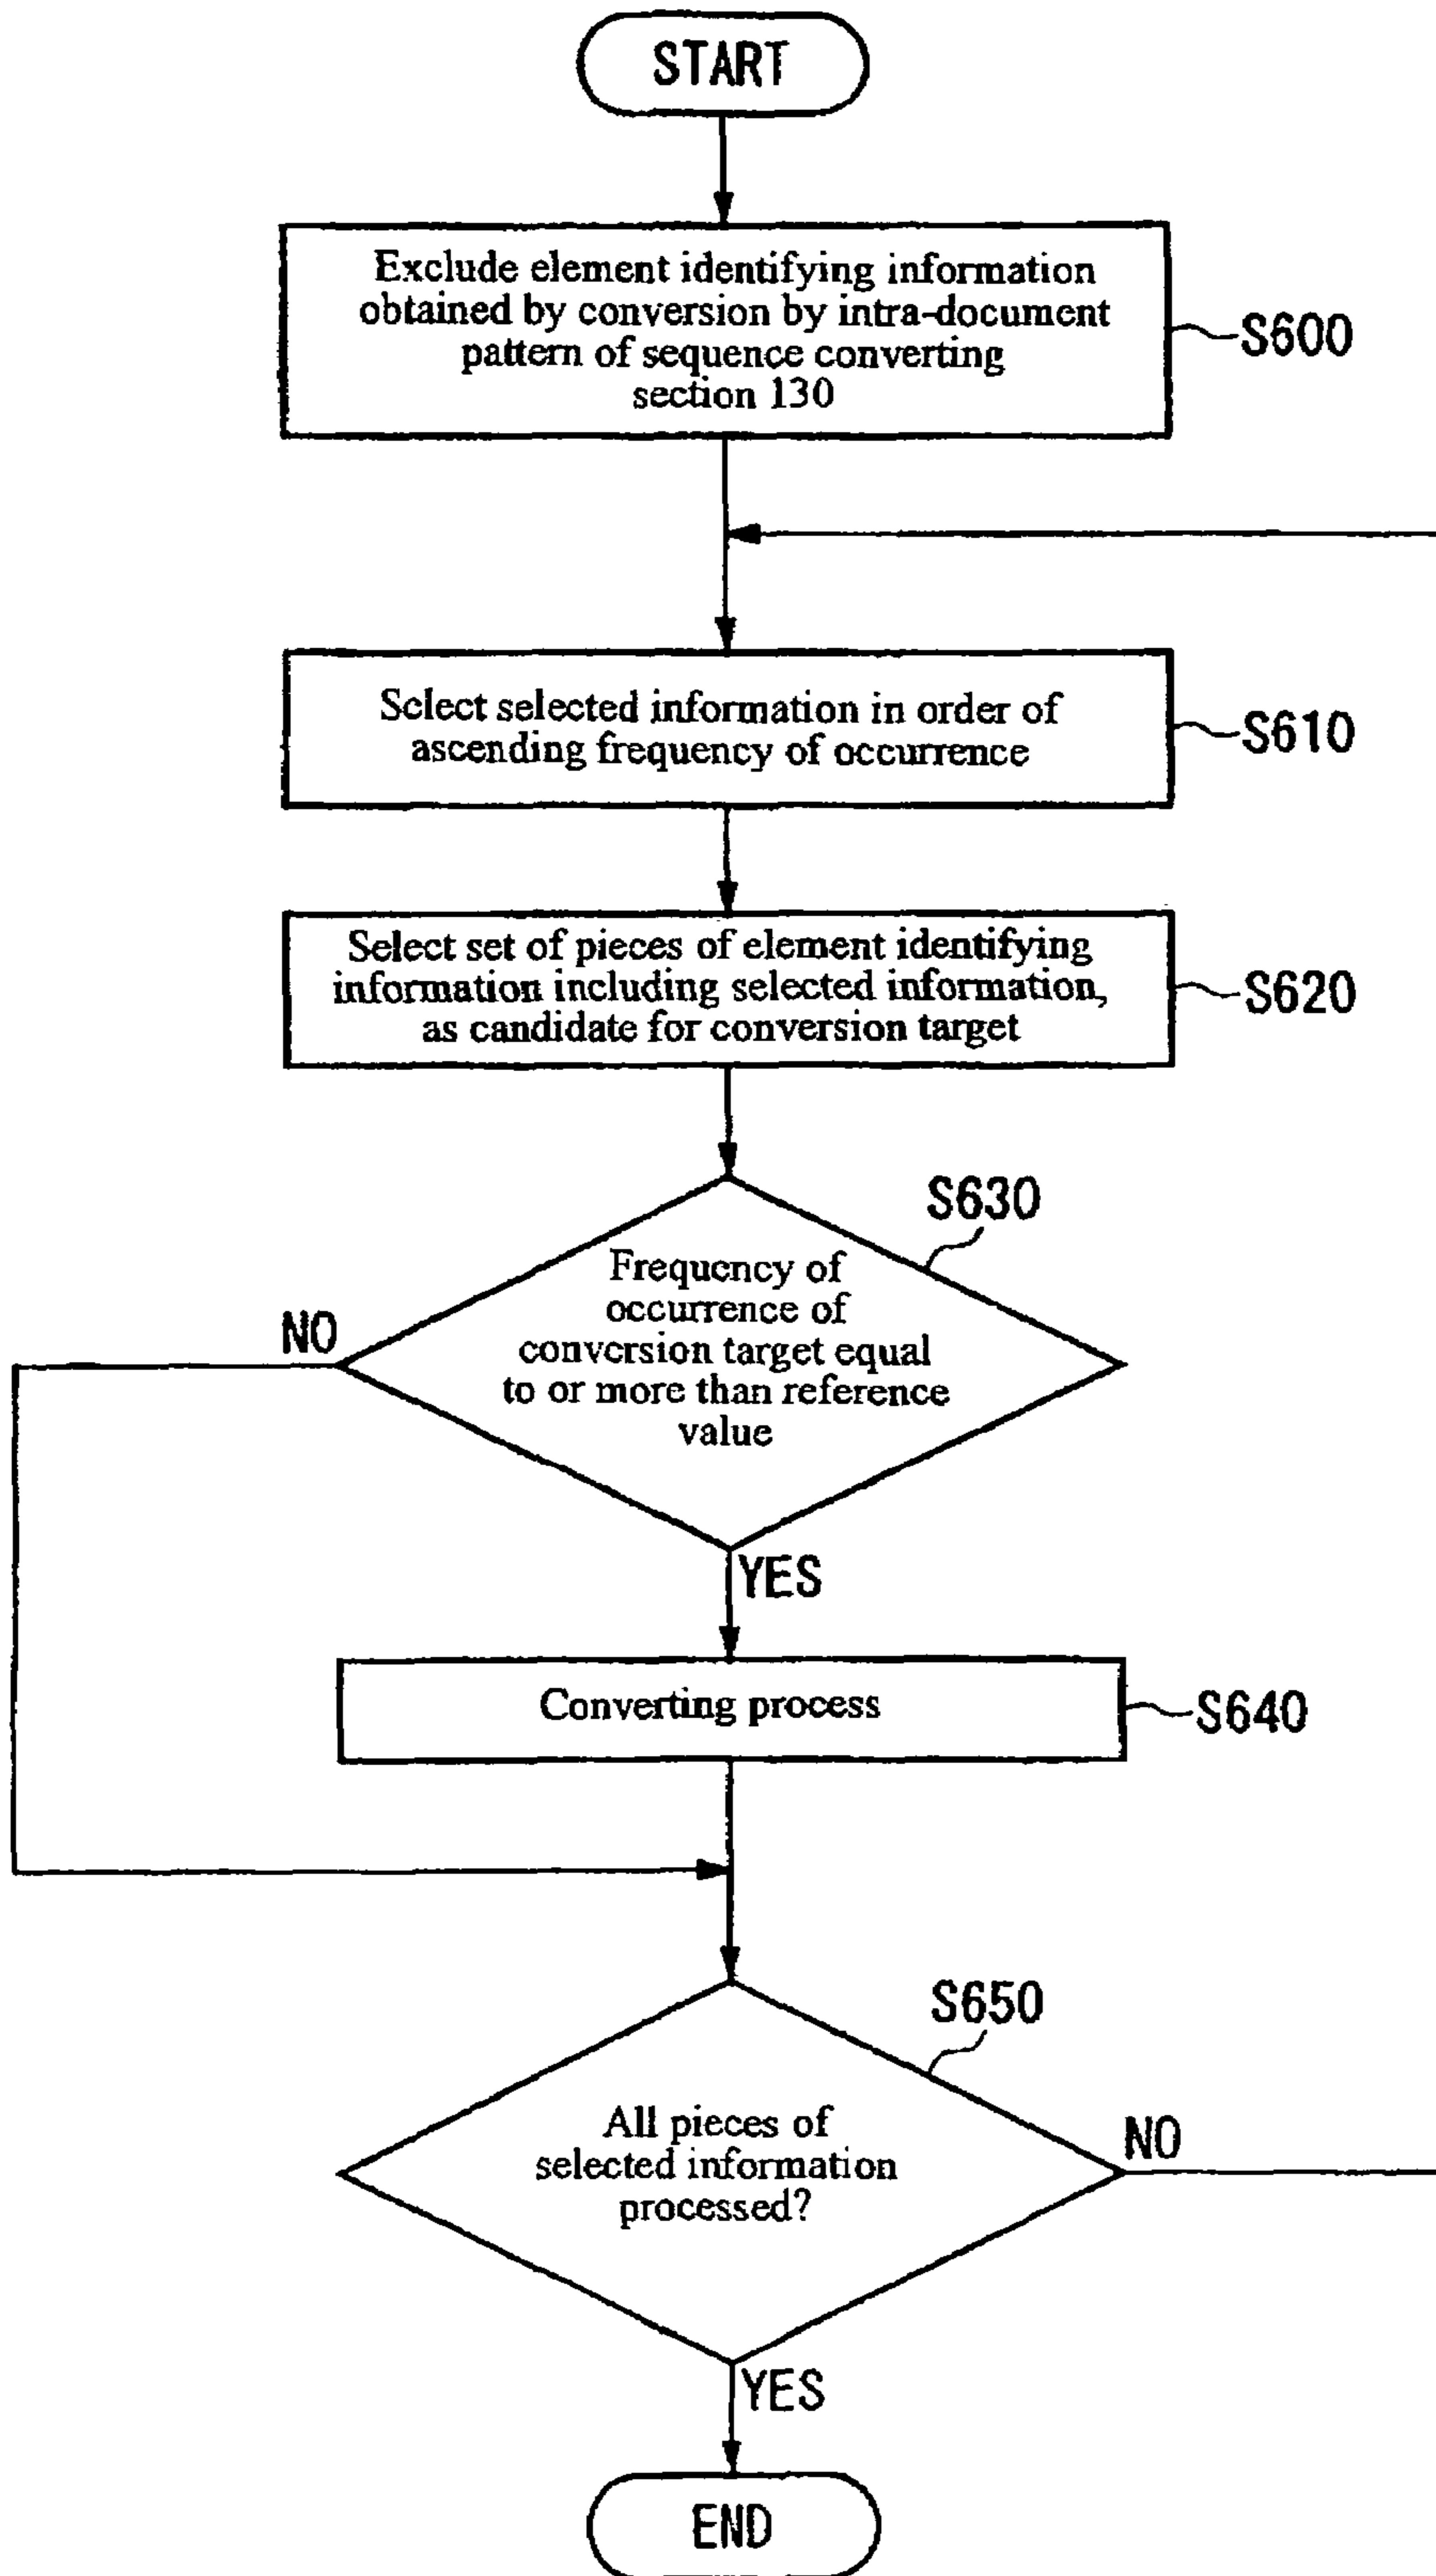 START
Exclude element identifying information
obtained by conversion by intra-document
pattern of sequence converting
section 130
S600
Select selected information in order of
ascending frequency of occurrence
S610
Select set of pieces of element identifying
information including selected information,
as candidate for conversion target
S620
S630
Frequency of
occurrence of
conversion target equal
to or more than reference
value
NO
YES
Converting process
S640
S650
All pieces of
selected information
processed?
NO
YES
END